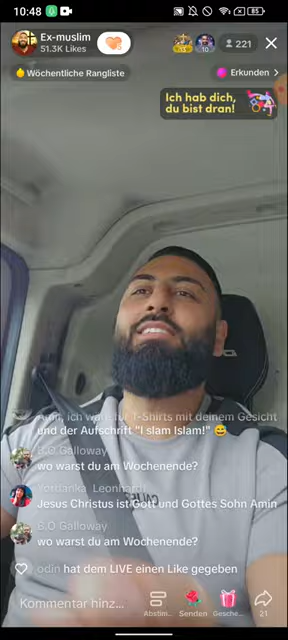 10:48
85
Ex-muslim
51.3K Likes
10
221
Wöchentliche Rangliste
Erkunden
Ich hab dich,
du bist dran!
ich warte für T-Shirts mit deinem Gesicht
und der Aufschrift "I slam Islam!" 😅
B.O Galloway
wo warst du am Wochenende?
Yordanka Leonhardt
Jesus Christus ist Gott und Gottes Sohn Amin
B.O Galloway
wo warst du am Wochenende?
odin hat dem LIVE einen Like gegeben
Kommentar hinz...
Abstim...
Senden
Gesche...
21